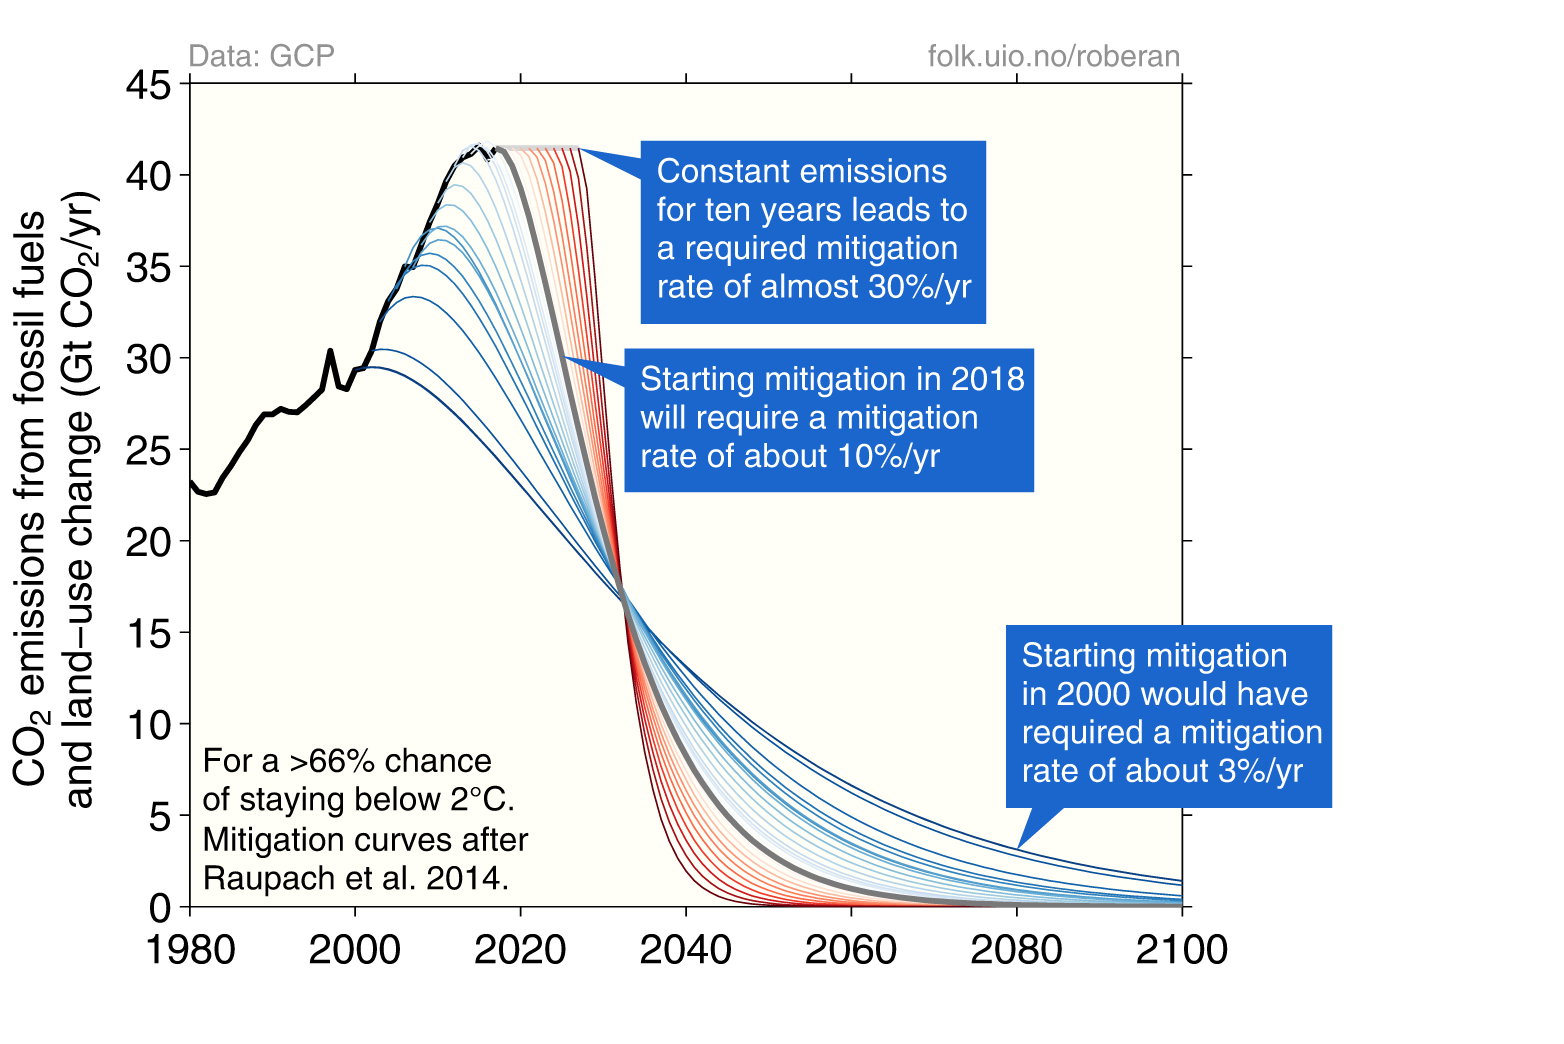 Data: GCP
folk.uio.no/roberan
45
40
35
30
25
20
15
10
5
0
CO₂ emissions from fossil fuels
and land−use change (Gt CO₂/yr)
Constant emissions
for ten years leads to
a required mitigation
rate of almost 30%/yr
Starting mitigation in 2018
will require a mitigation
rate of about 10%/yr
Starting mitigation
in 2000 would have
required a mitigation
rate of about 3%/yr
For a >66% chance
of staying below 2°C.
Mitigation curves after
Raupach et al. 2014.
1980
2000
2020
2040
2060
2080
2100